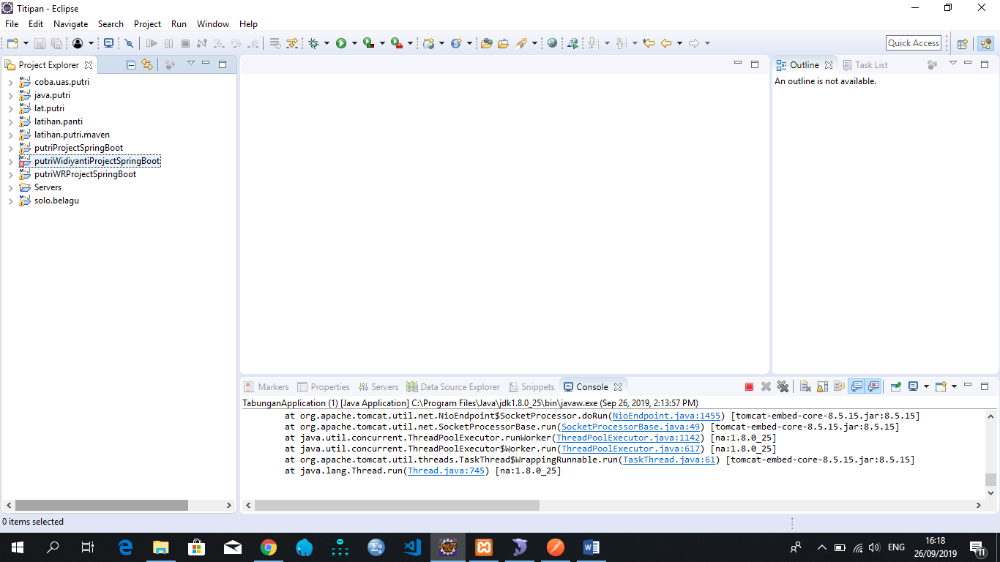 Titipan - Eclipse
File Edit Navigate Search Project Run Window Help
Quick Access
Project Explorer
coba.uas.putri
java.putri
lat.putri
latihan.panti
latihan.putri.maven
putriProjectSpringBoot
putriWidiyantiProjectSpringBoot
putriWRProjectSpringBoot
Servers
solo.belagu
Outline Task List
An outline is not available.
Markers Properties Servers Data Source Explorer Snippets Console
TabunganApplication (1) [Java Application] C:\Program Files\Java\jdk1.8.0_25\bin\javaw.exe (Sep 26, 2019, 2:13:57 PM)
at org.apache.tomcat.util.net.NioEndpoint$SocketProcessor.doRun(NioEndpoint.java:1455) [tomcat-embed-core-8.5.15.jar:8.5.15]
at org.apache.tomcat.util.net.SocketProcessorBase.run(SocketProcessorBase.java:49) [tomcat-embed-core-8.5.15.jar:8.5.15]
at java.util.concurrent.ThreadPoolExecutor.runWorker(ThreadPoolExecutor.java:1142) [na:1.8.0_25]
at java.util.concurrent.ThreadPoolExecutor$Worker.run(ThreadPoolExecutor.java:617) [na:1.8.0_25]
at org.apache.tomcat.util.threads.TaskThread$WrappingRunnable.run(TaskThread.java:61) [tomcat-embed-core-8.5.15.jar:8.5.15]
at java.lang.Thread.run(Thread.java:745) [na:1.8.0_25]
0 items selected
ENG
16:18
26/09/2019
11